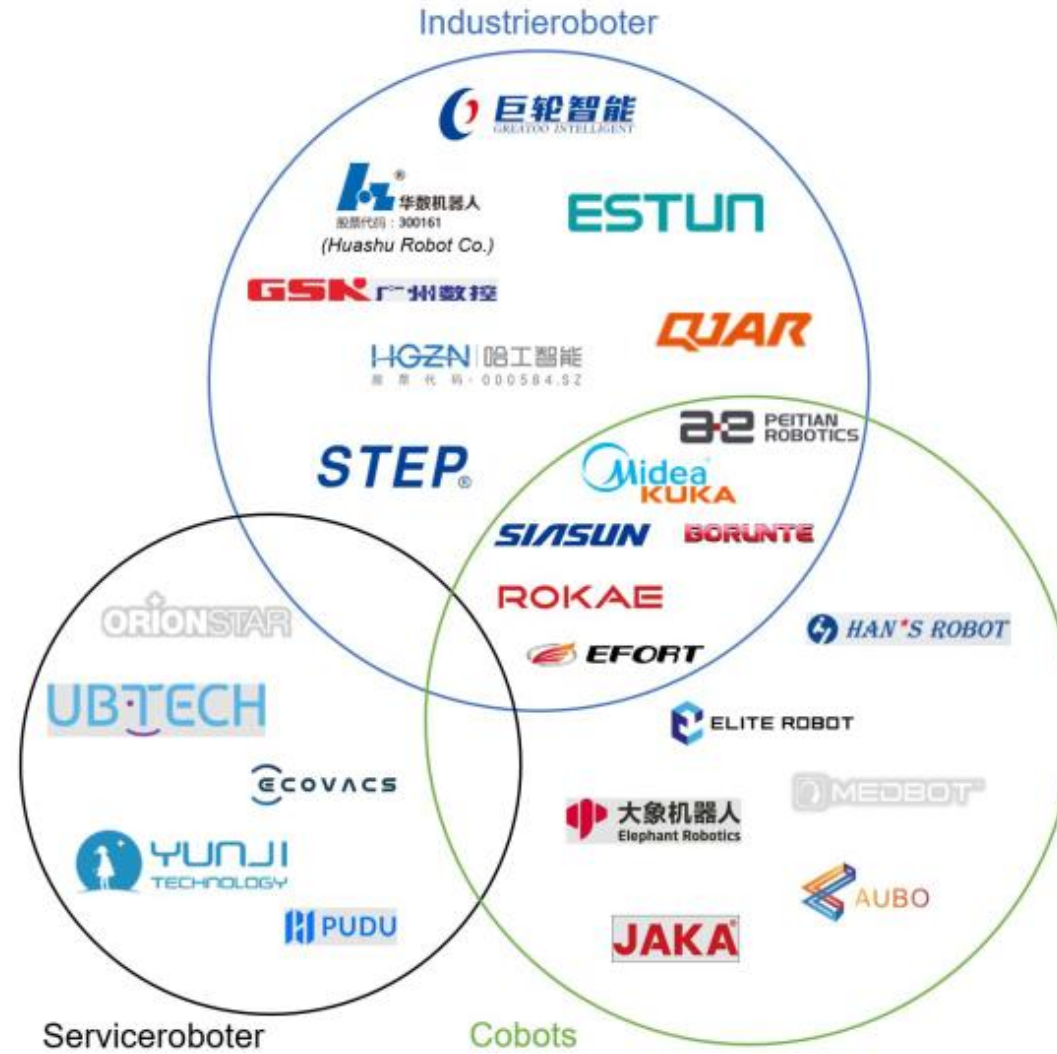 Industrieroboter
巨轮智能
GREATOO INTELLIGENT
®
华数机器人
股票代码：300161
(Huashu Robot Co.)
ESTUN
GSK 广州数控
QJAR
HGZN 哈工智能
股票代码·000584.SZ
PEITIAN
ROBOTICS
STEP®
Midea
KUKA
SIASUN
BORUNTE
ROKAE
EFORT
ORIONSTAR
HAN*S ROBOT
UBTECH
ELITE ROBOT
ECOVACS
MEDBOT
大象机器人
Elephant Robotics
YUNJI
TECHNOLOGY
AUBO
PUDU
JAKA
Serviceroboter
Cobots